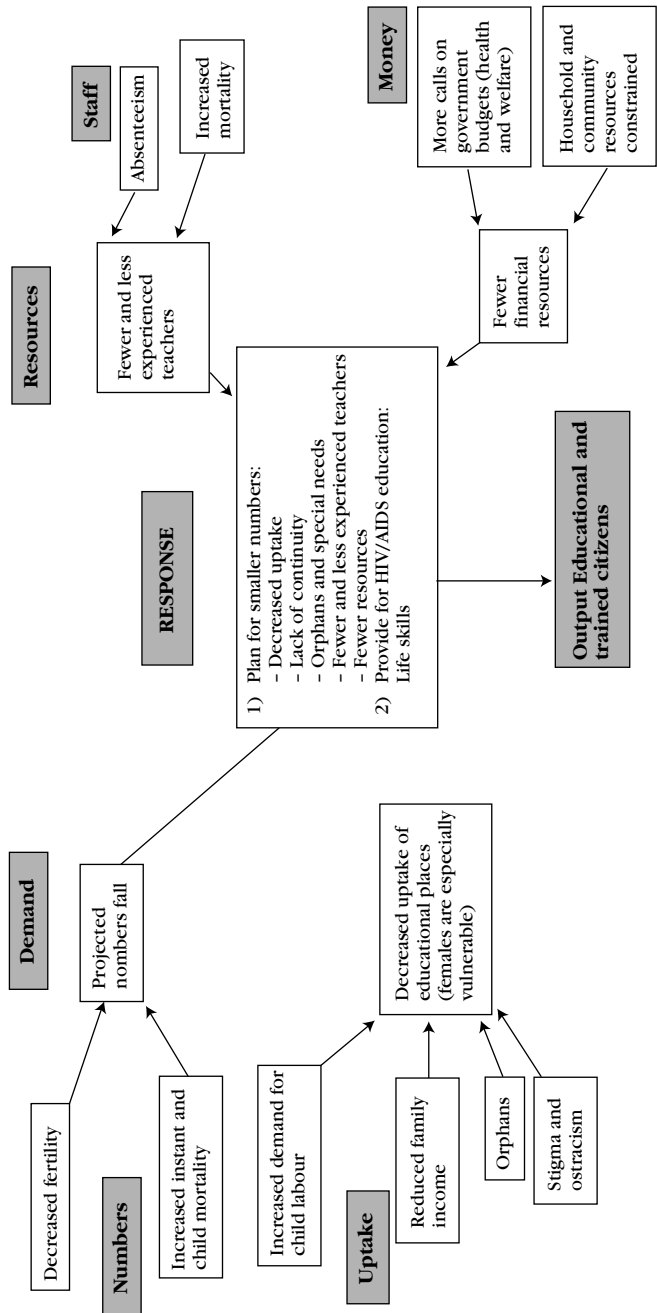 Demand
Numbers
Decreased fertility
Increased instant and
child mortality
Projected
nombers fall
Uptake
Increased demand for
child labour
Reduced family
income
Orphans
Stigma and
ostracism
Decreased uptake of
educational places
(females are especially
vulnerable)
RESPONSE
1) Plan for smaller numbers:
– Decreased uptake
– Lack of continuity
– Orphans and special needs
– Fewer and less experienced teachers
– Fewer resources
2) Provide for HIV/AIDS education:
Life skills
Output Educational and
trained citizens
Resources
Staff
Fewer and less
experienced
teachers
Absenteeism
Increased
mortality
Money
Fewer
financial
resources
More calls on
government
budgets (health
and welfare)
Household and
community
resources
constrained